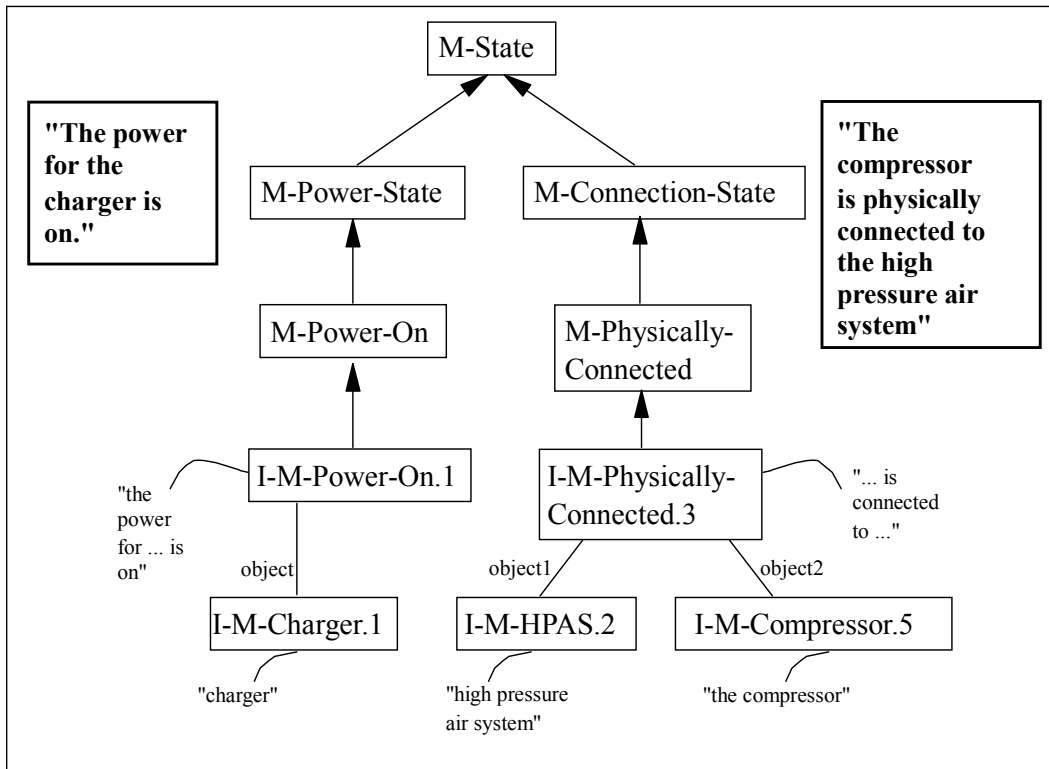 M-State
"The power
for the
charger is
on."
"The
compressor
is physically
connected to
the high
pressure air
system"
M-Power-State
M-Connection-State
M-Power-On
M-Physically-
Connected
I-M-Power-On.1
I-M-Physically-
Connected.3
"the
power
for ... is
on"
"... is
connected
to ..."
object
object1
object2
I-M-Charger.1
I-M-HPAS.2
I-M-Compressor.5
"charger"
"high pressure
air system"
"the compressor"